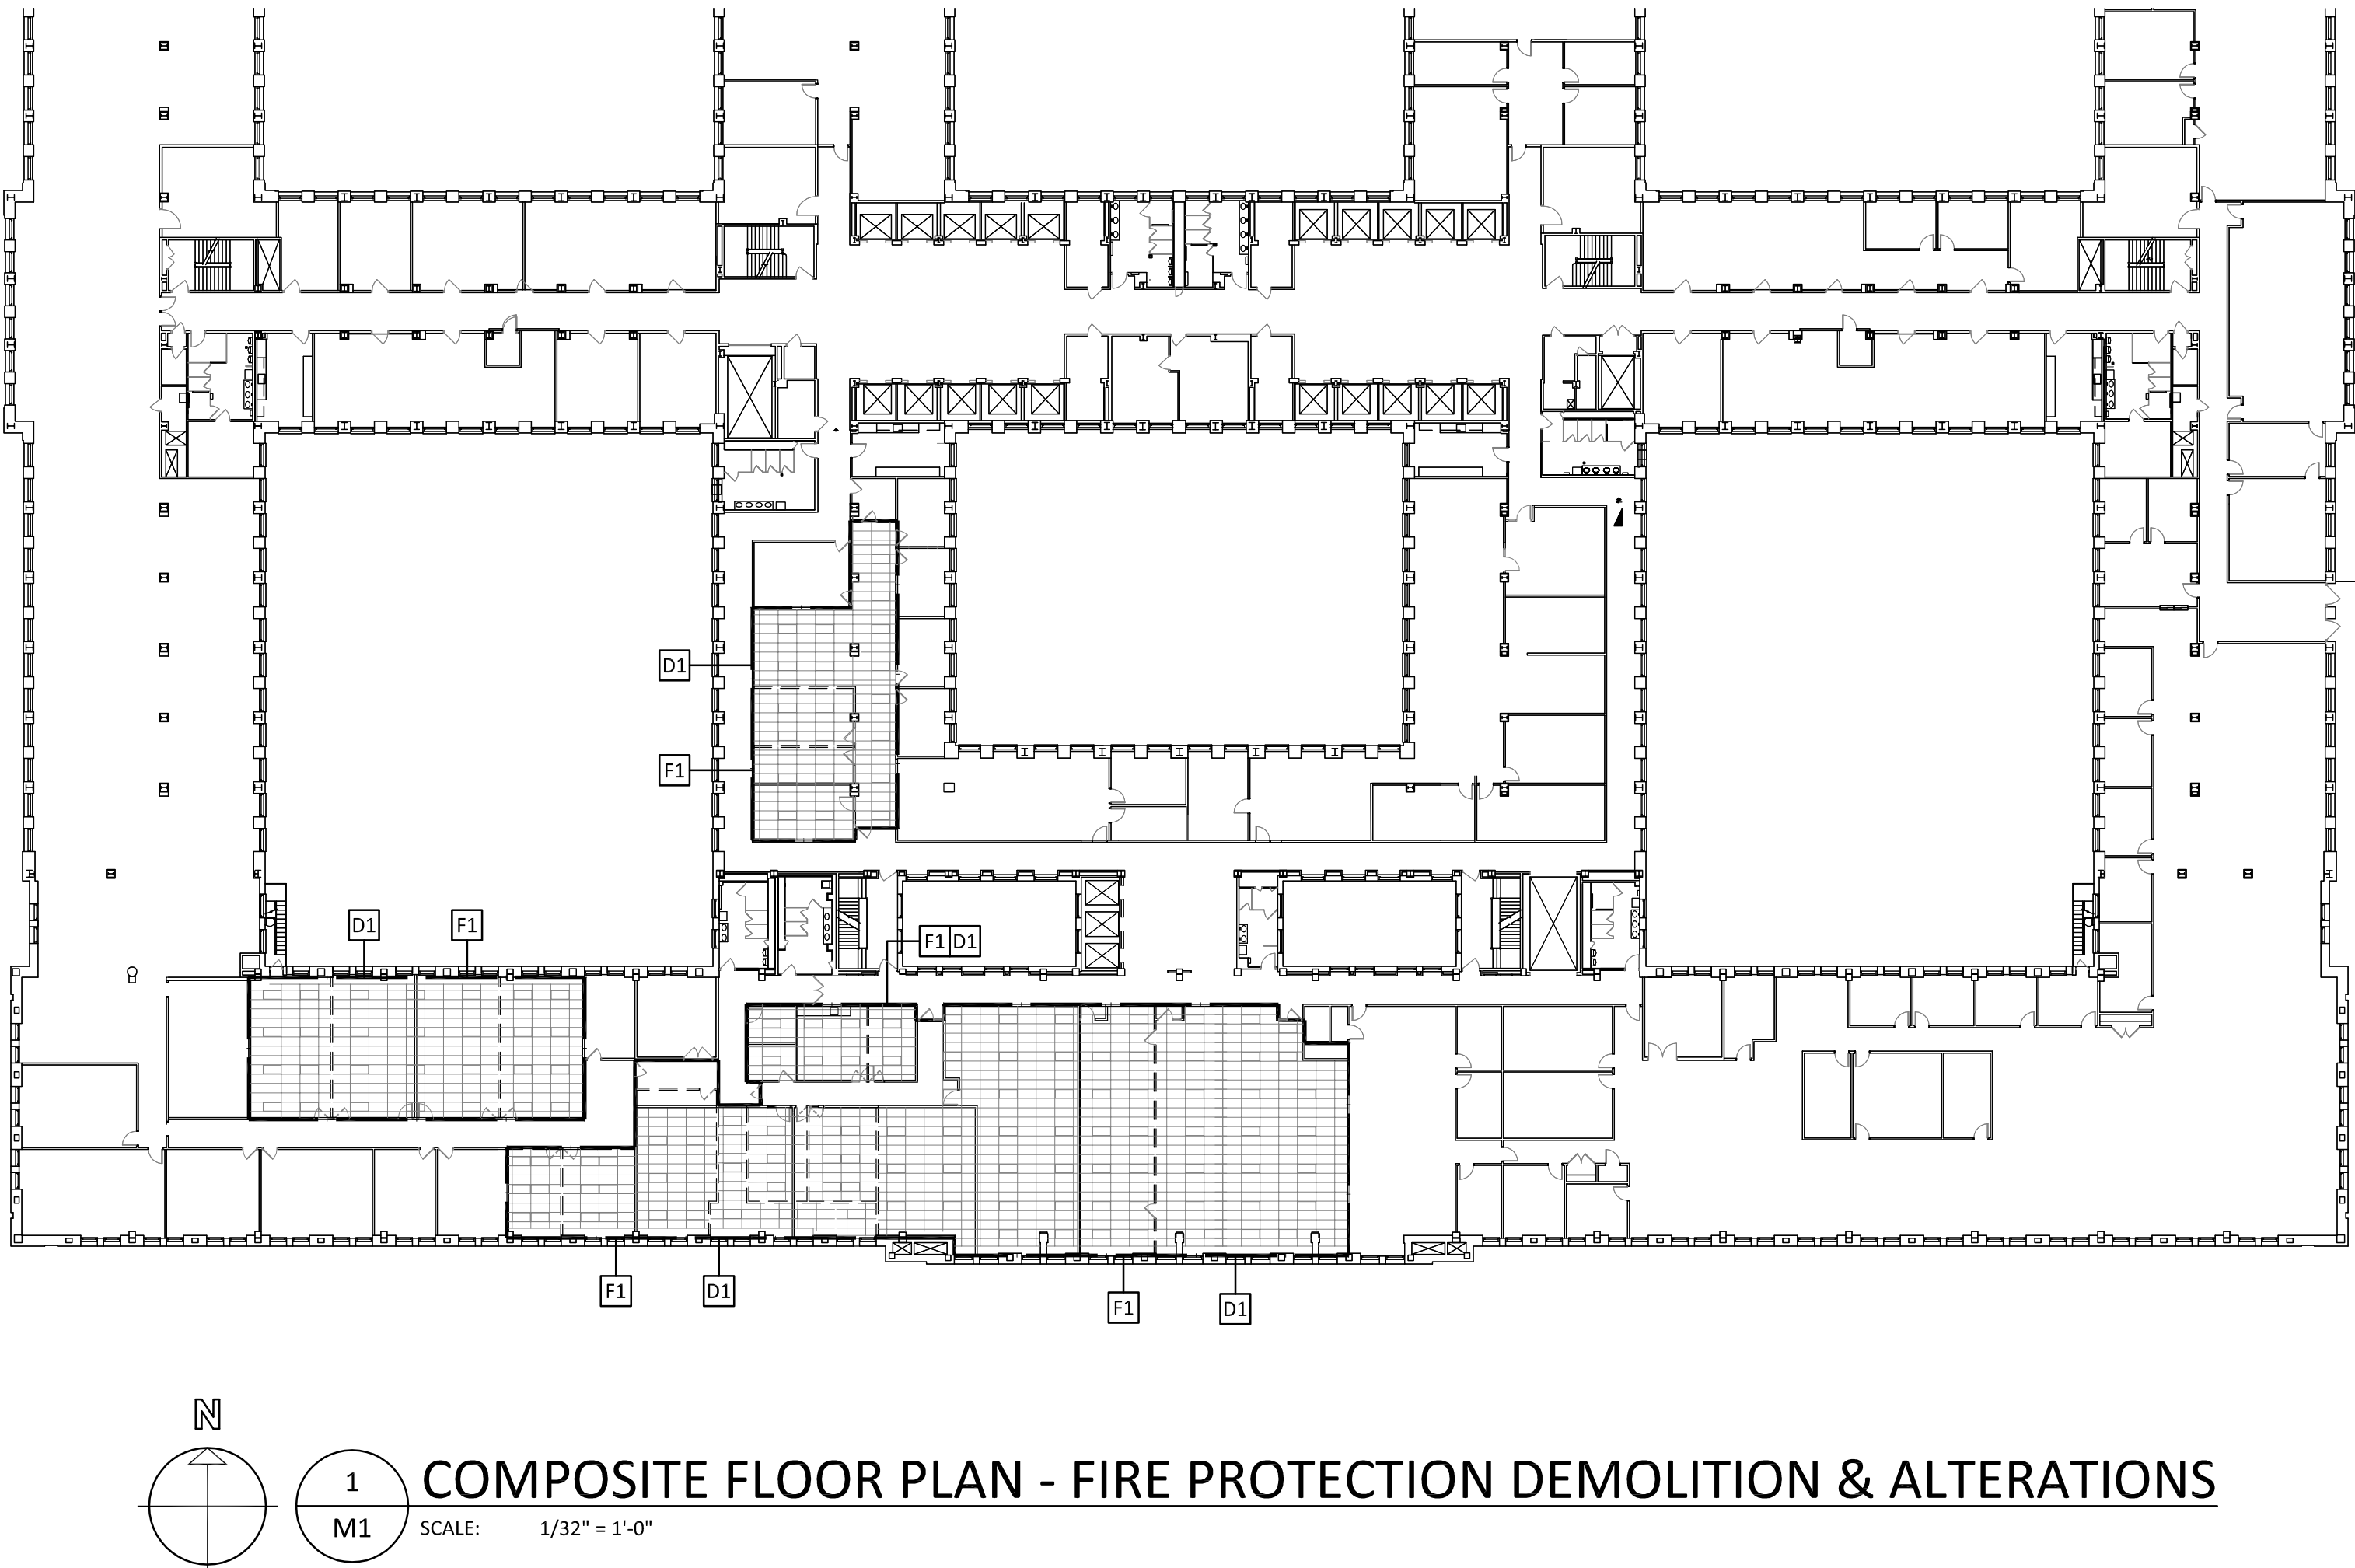 D1
F1
D1 F1
F1 D1
F1 D1
F1 D1
N
1
M1
COMPOSITE FLOOR PLAN - FIRE PROTECTION DEMOLITION & ALTERATIONS
SCALE: 1/32" = 1'-0"